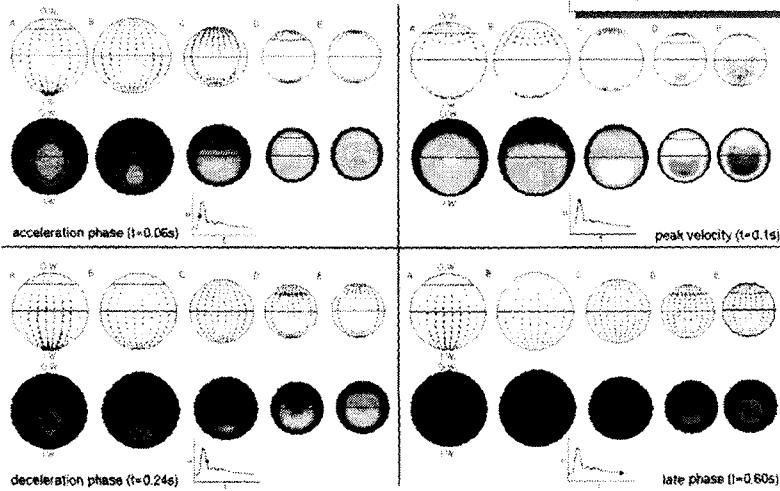 O.W.
A B C D E
I.W.
O.W.
I.W.
acceleration phase (t=0.06s)
O.W.
A B C D E
I.W.
O.W.
I.W.
peak velocity (t=0.1s)
O.W.
A B C D E
I.W.
O.W.
I.W.
deceleration phase (t=0.24s)
O.W.
A B C D E
I.W.
O.W.
I.W.
late phase (t=0.60s)